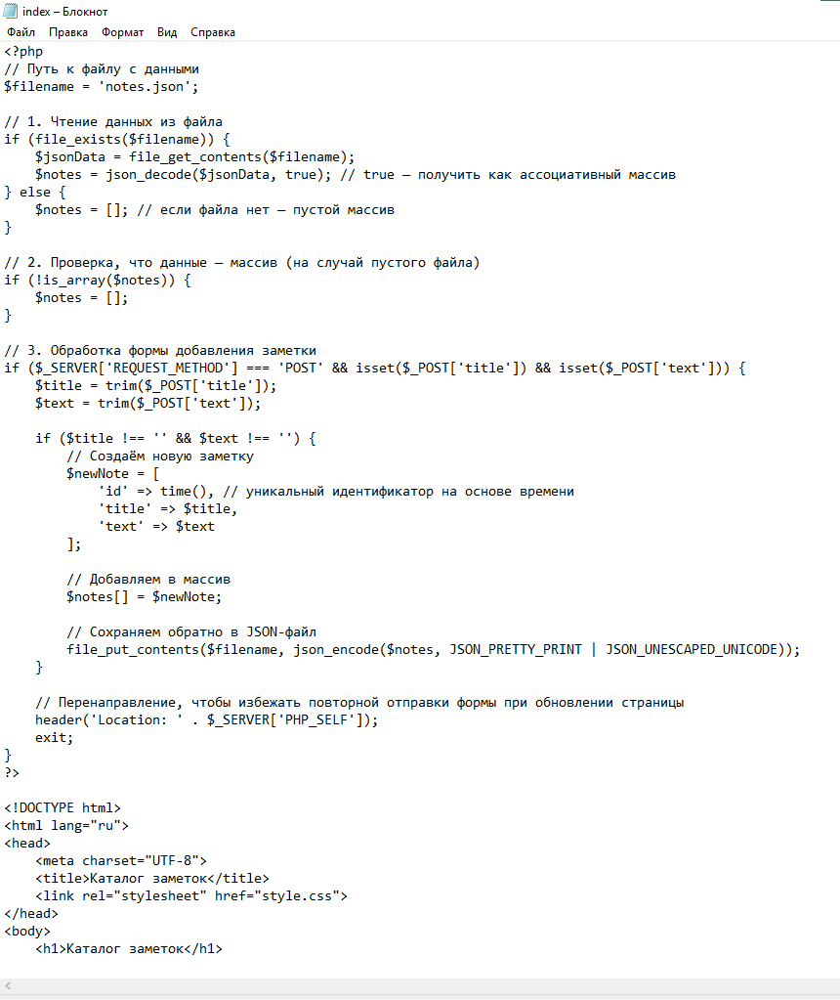 index – Блокнот
Файл Правка Формат Вид Справка
<?php
// Путь к файлу с данными
$filename = 'notes.json';

// 1. Чтение данных из файла
if (file_exists($filename)) {
    $jsonData = file_get_contents($filename);
    $notes = json_decode($jsonData, true); // true — получить как ассоциативный массив
} else {
    $notes = []; // если файла нет — пустой массив
}

// 2. Проверка, что данные — массив (на случай пустого файла)
if (!is_array($notes)) {
    $notes = [];
}

// 3. Обработка формы добавления заметки
if ($_SERVER['REQUEST_METHOD'] === 'POST' && isset($_POST['title']) && isset($_POST['text'])) {
    $title = trim($_POST['title']);
    $text = trim($_POST['text']);

    if ($title !== '' && $text !== '') {
        // Создаём новую заметку
        $newNote = [
            'id' => time(), // уникальный идентификатор на основе времени
            'title' => $title,
            'text' => $text
        ];

        // Добавляем в массив
        $notes[] = $newNote;

        // Сохраняем обратно в JSON-файл
        file_put_contents($filename, json_encode($notes, JSON_PRETTY_PRINT | JSON_UNESCAPED_UNICODE));
    }

    // Перенаправление, чтобы избежать повторной отправки формы при обновлении страницы
    header('Location: ' . $_SERVER['PHP_SELF']);
    exit;
}
?>

<!DOCTYPE html>
<html lang="ru">
<head>
    <meta charset="UTF-8">
    <title>Каталог заметок</title>
    <link rel="stylesheet" href="style.css">
</head>
<body>
    <h1>Каталог заметок</h1>